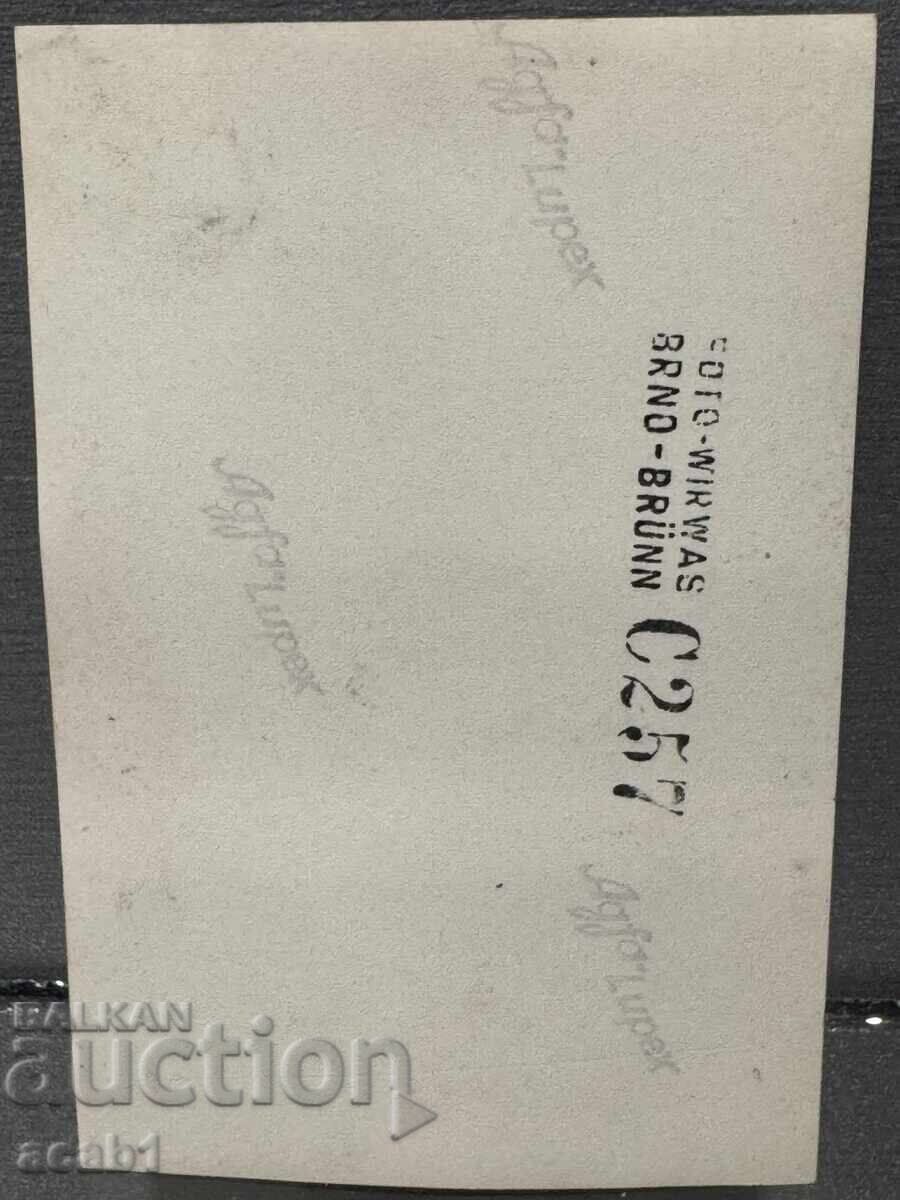 Agfa Lupex
FOTO-WIRWAS
BRNO-BRÜNN C257
Agfa Lupex
Agfa Lupex
BALKAN
auction
acab1